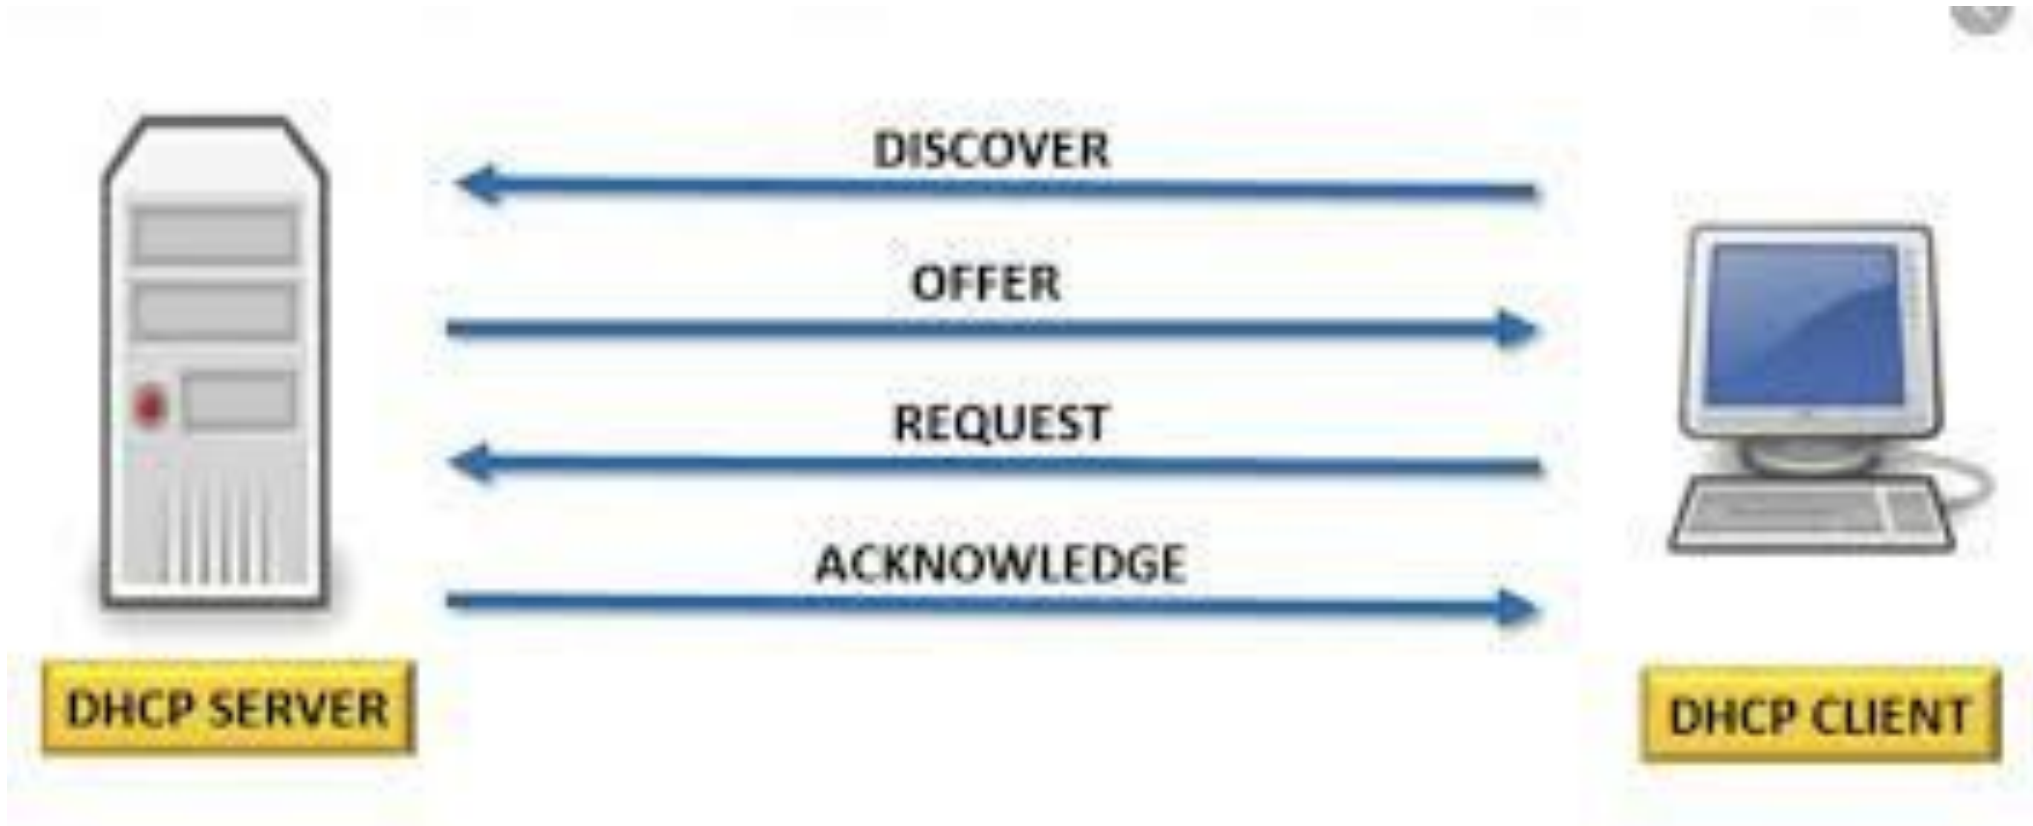 DISCOVER
OFFER
REQUEST
ACKNOWLEDGE
DHCP SERVER
DHCP CLIENT